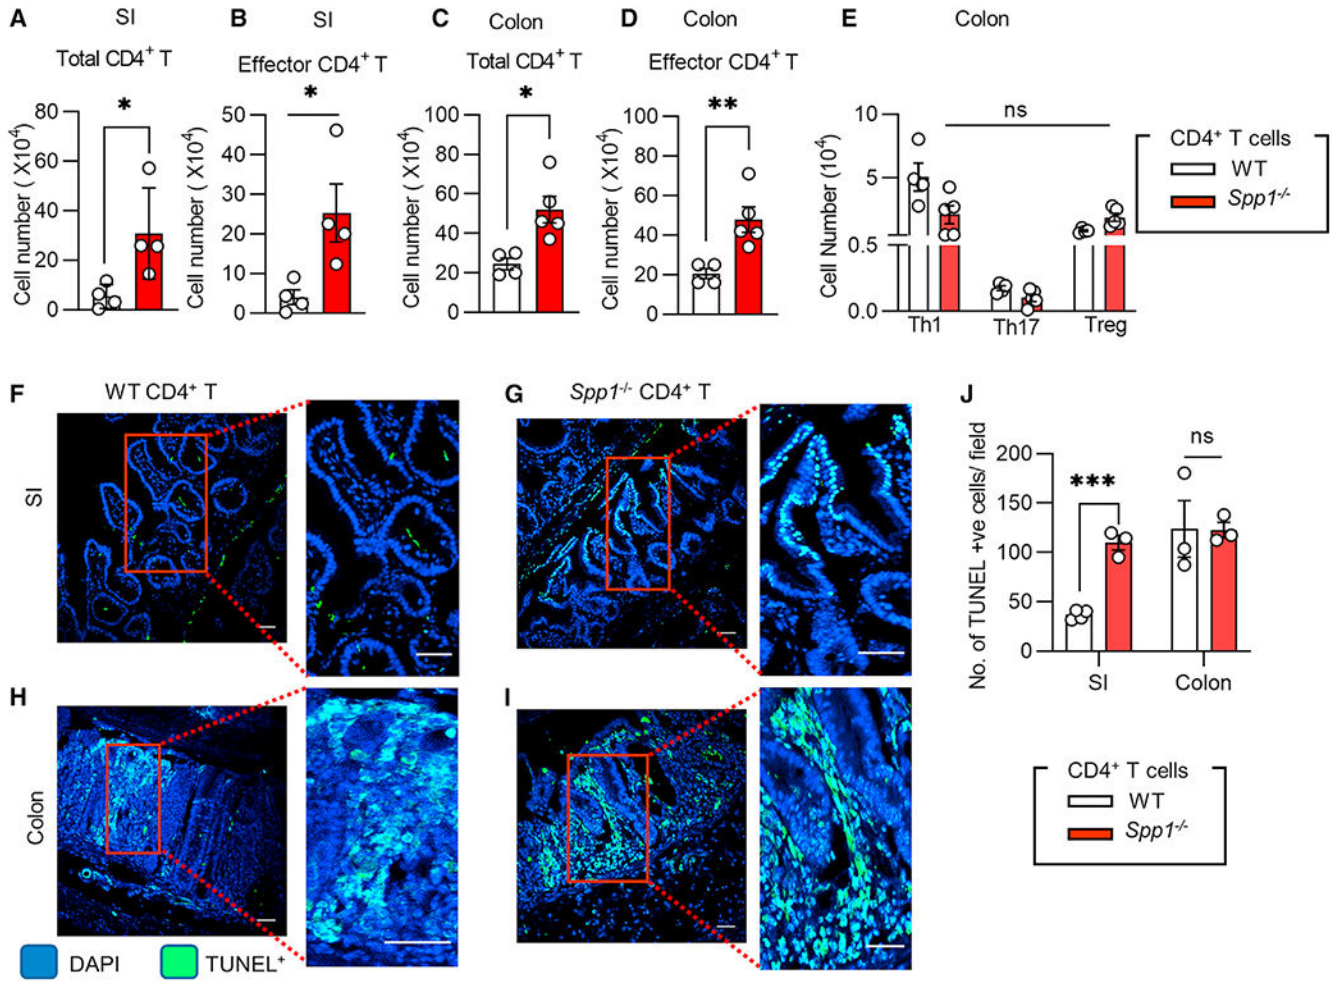 A
SI
Total CD4+ T
*
Cell number ( X10^4)
80
60
40
20
0
B
SI
Effector CD4+ T
*
Cell number ( X10^4)
50
40
30
20
10
0
C
Colon
Total CD4+ T
*
Cell number ( X10^4)
100
80
60
40
20
0
D
Colon
Effector CD4+ T
**
Cell number ( X10^4)
100
80
60
40
20
0
E
Colon
ns
Cell Number (10^4)
10
5
0.5
0.0
Th1
Th17
Treg
CD4+ T cells
WT
Spp1-/-
F
WT CD4+ T
SI
G
Spp1-/- CD4+ T
H
Colon
I
DAPI
TUNEL+
J
No. of TUNEL +ve cells/ field
200
150
100
50
0
***
ns
SI
Colon
CD4+ T cells
WT
Spp1-/-